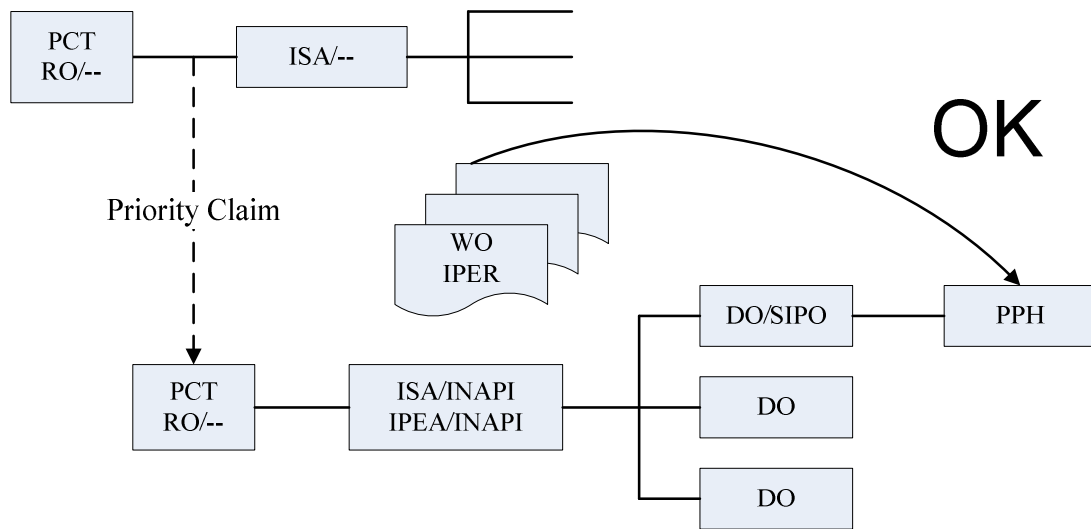 PCT
RO/--
ISA/--
OK
Priority Claim
WO
IPER
DO/SIPO
PPH
PCT
RO/--
ISA/INAPI
IPEA/INAPI
DO
DO